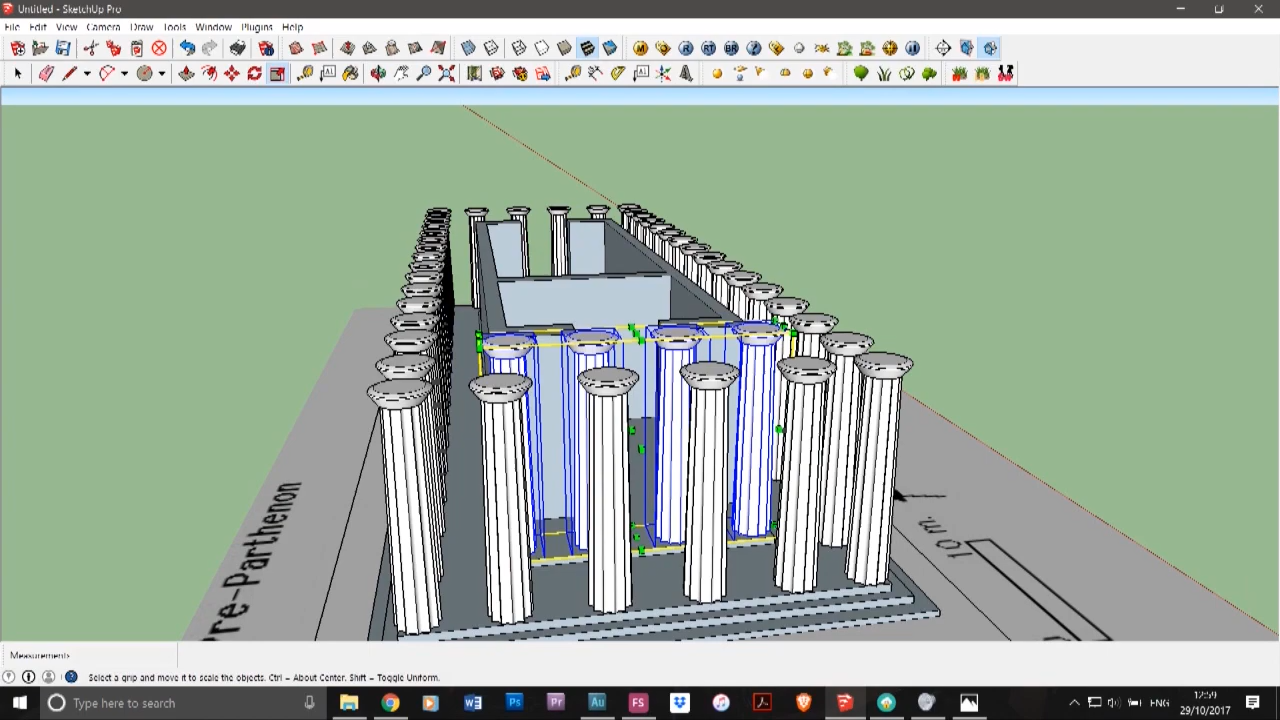 Untitled - SketchUp Pro
File Edit View Camera Draw Tools Window Plugins Help
re-Parthenon
10 m.
Measurements
Select a grip and move it to scale the objects. Ctrl = About Center. Shift = Toggle Uniform.
Type here to search
ENG
12:59
29/10/2017